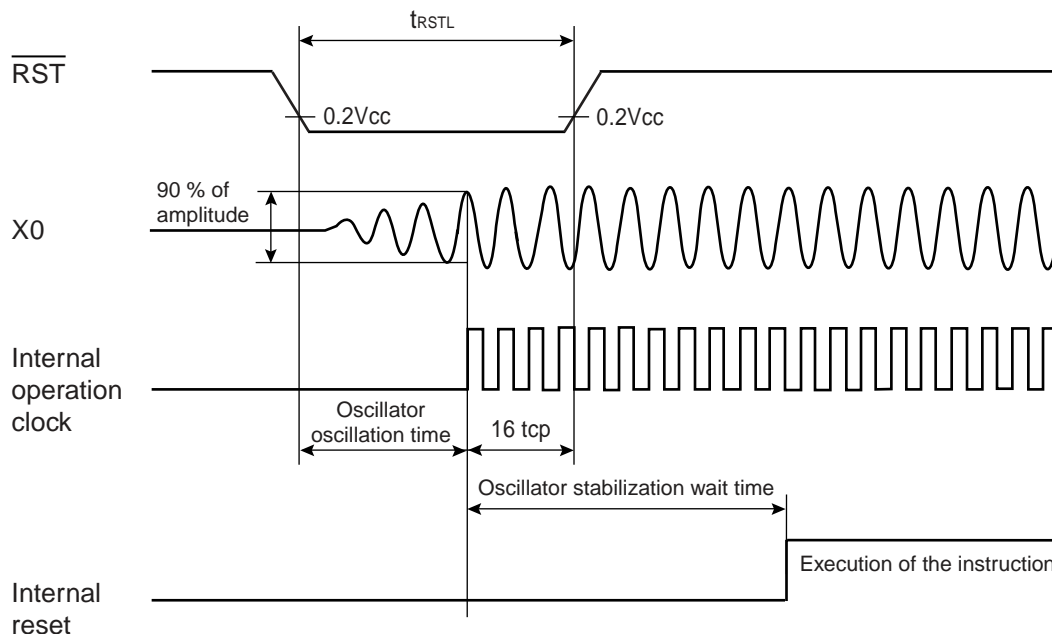 tRSTL
RST
0.2Vcc
0.2Vcc
90 % of
amplitude
X0
Internal
operation
clock
Oscillator
oscillation time
16 tcp
Oscillator stabilization wait time
Execution of the instruction
Internal
reset